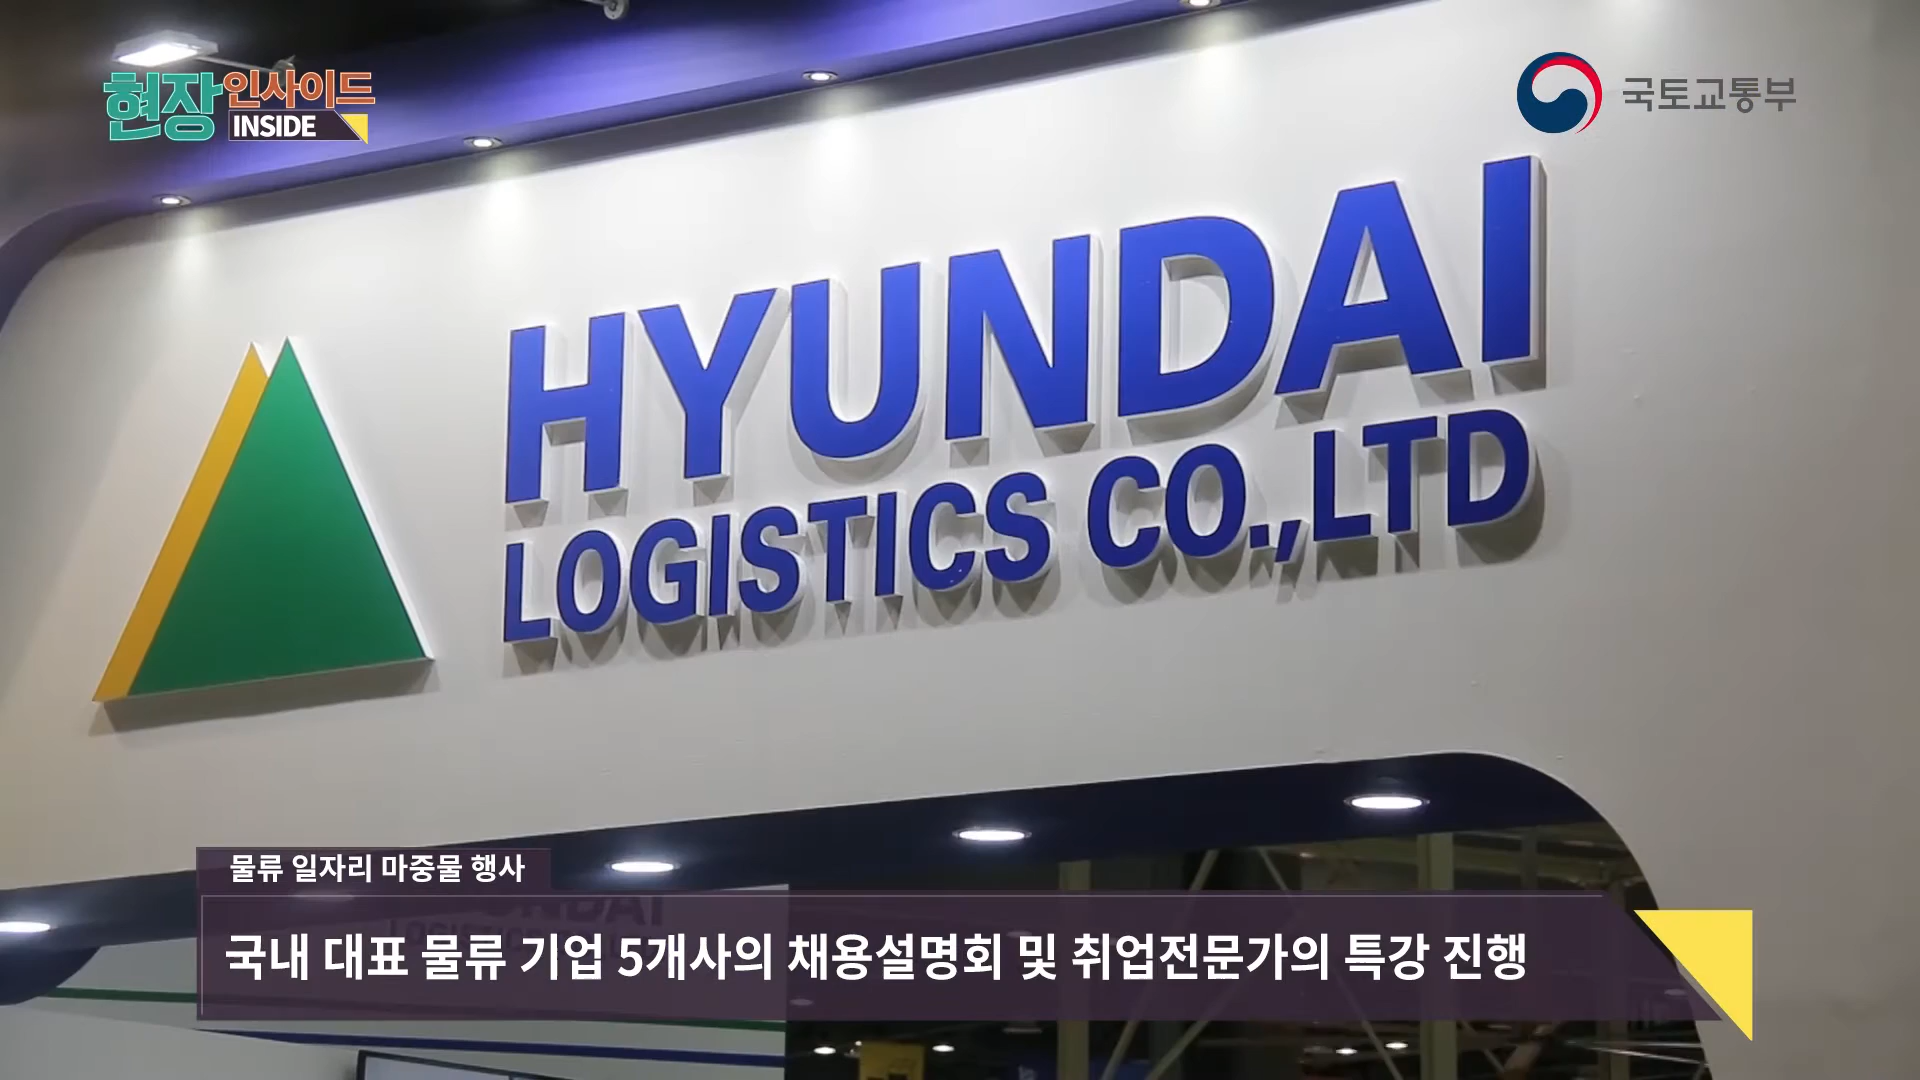 현장 인사이드
INSIDE
국토교통부
HYUNDAI
LOGISTICS CO.,LTD
물류 일자리 마중물 행사
국내 대표 물류 기업 5개사의 채용설명회 및 취업전문가의 특강 진행